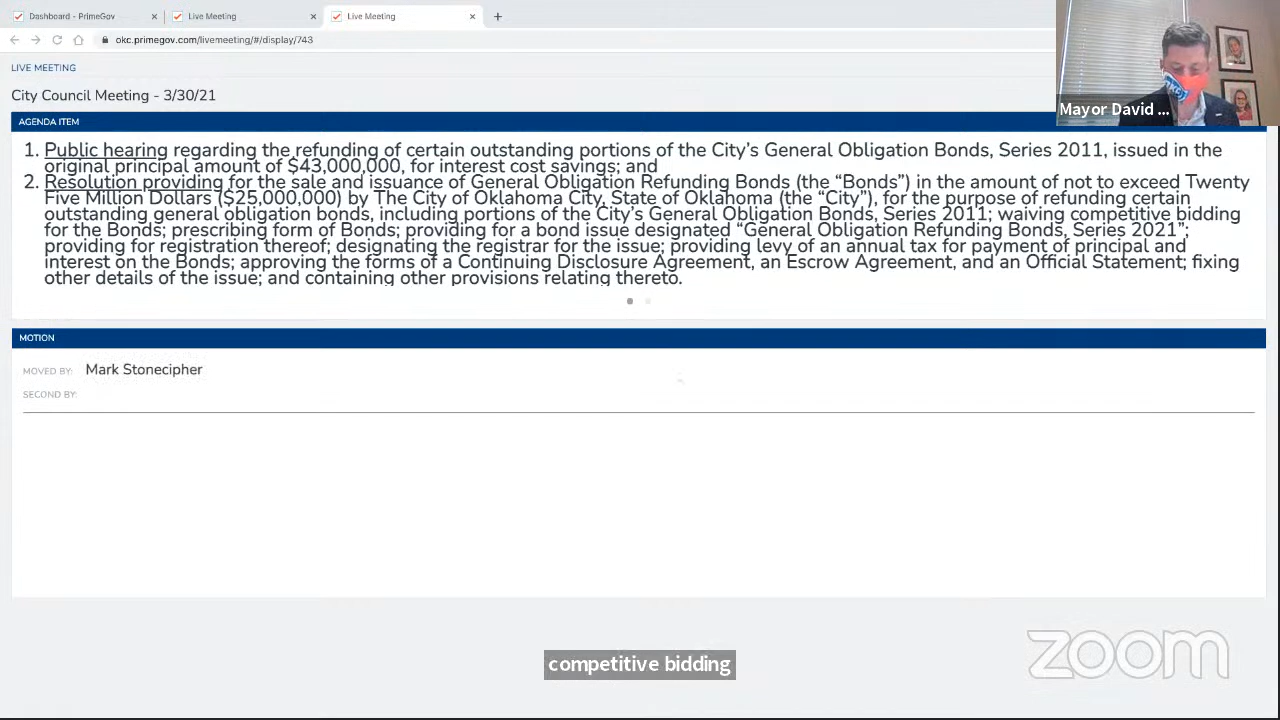 Dashboard - PrimeGov
Live Meeting
Live Meeting
okc.primegov.com/livemeeting/#/display/743
LIVE MEETING
City Council Meeting - 3/30/21
AGENDA ITEM
1. Public hearing regarding the refunding of certain outstanding portions of the City's General Obligation Bonds, Series 2011, issued in the
original principal amount of $43,000,000, for interest cost savings; and
2. Resolution providing for the sale and issuance of General Obligation Refunding Bonds (the “Bonds”) in the amount of not to exceed Twenty
Five Million Dollars ($25,000,000) by The City of Oklahoma City, State of Oklahoma (the “City”), for the purpose of refunding certain
outstanding general obligation bonds, including portions of the City's General Obligation Bonds, Series 2011; waiving competitive bidding
for the Bonds; prescribing form of Bonds; providing for a bond issue designated “General Obligation Refunding Bonds, Series 2021”;
providing for registration thereof; designating the registrar for the issue; providing levy of an annual tax for payment of principal and
interest on the Bonds; approving the forms of a Continuing Disclosure Agreement, an Escrow Agreement, and an Official Statement; fixing
other details of the issue; and containing other provisions relating thereto.
MOTION
MOVED BY: Mark Stonecipher
SECOND BY:
competitive bidding
zoom
Mayor David ...
okc